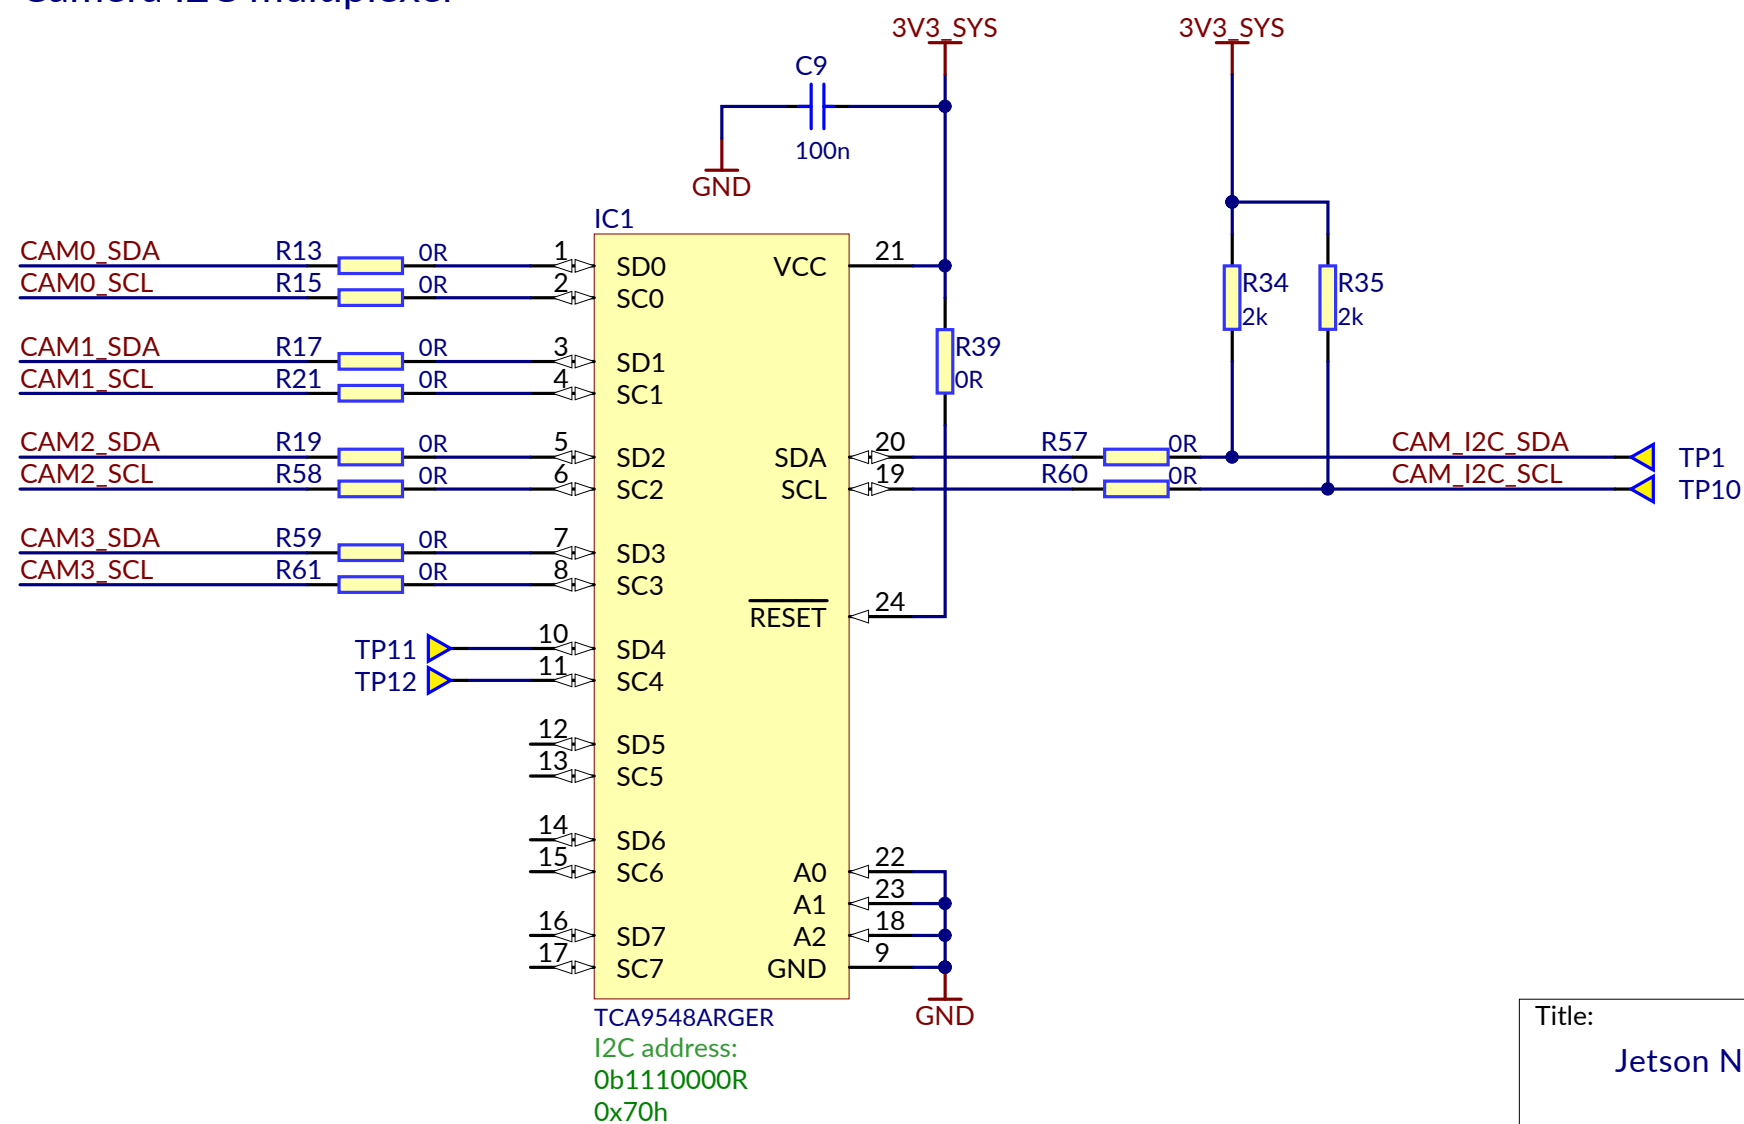 Camera I2C multiplexer
3V3_SYS
3V3_SYS
C9
100n
GND
IC1
CAM0_SDA R13 0R 1 SD0 VCC 21
CAM0_SCL R15 0R 2 SC0
R34
2k
R35
2k
CAM1_SDA R17 0R 3 SD1
CAM1_SCL R21 0R 4 SC1
R39
0R
CAM2_SDA R19 0R 5 SD2 SDA 20 R57 0R CAM_I2C_SDA TP1
CAM2_SCL R58 0R 6 SC2 SCL 19 R60 0R CAM_I2C_SCL TP10
CAM3_SDA R59 0R 7 SD3
CAM3_SCL R61 0R 8 SC3
RESET 24
TP11 10 SD4
TP12 11 SC4
12 SD5
13 SC5
14 SD6
15 SC6 A0 22
A1 23
16 SD7 A2 18
17 SC7 GND 9
GND
TCA9548ARGER
I2C address:
0b1110000R
0x70h
Title:
Jetson N